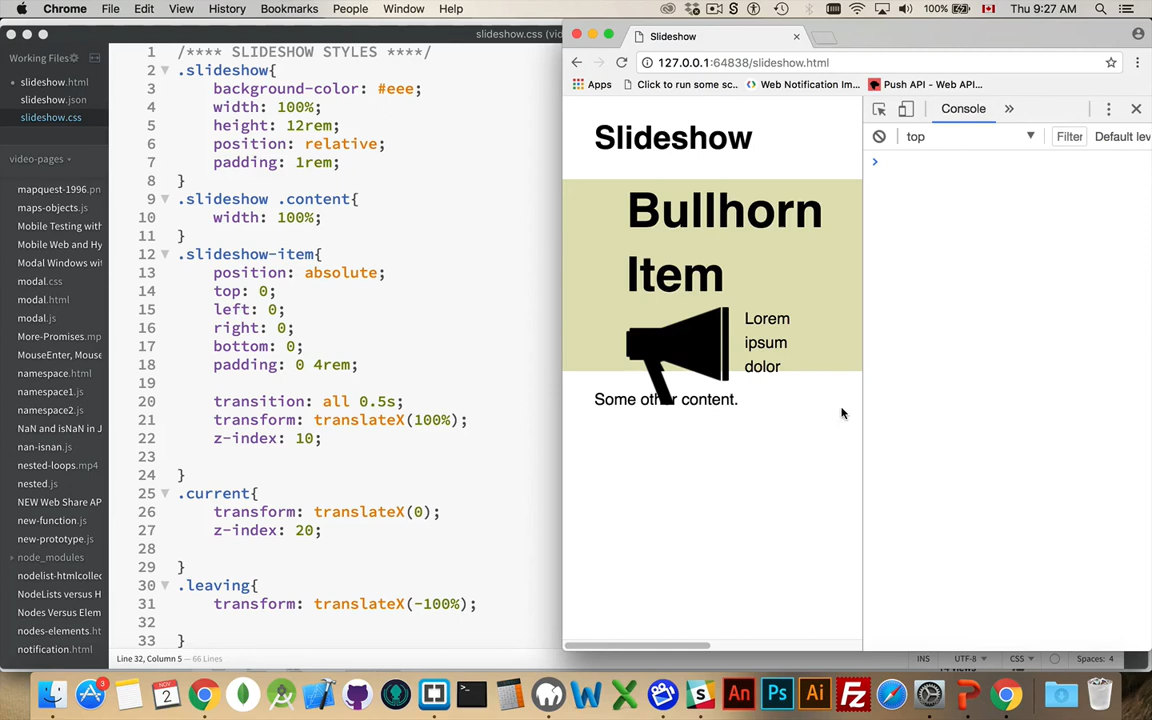 Chrome File Edit View History Bookmarks People Window Help 100% Thu 9:27 AM
slideshow.css (vi
Working Files
slideshow.html
slideshow.json
slideshow.css
video-pages
mapquest-1996.pn
maps-objects.js
Mobile Testing with
Mobile Web and Hy
Modal Windows wi
modal.css
modal.html
modal.js
More-Promises.mp
MouseEnter, Mouse
namespace.html
namespace1.js
namespace2.js
NaN and isNaN in J
nan-isnan.js
nested-loops.mp4
nested.js
NEW Web Share AP
new-function.js
new-prototype.js
node_modules
nodelist-htmlcollec
NodeLists versus H
Nodes Versus Elem
nodes-elements.ht
notification.html
1 /**** SLIDESHOW STYLES ****/
2 .slideshow{
3 background-color: #eee;
4 width: 100%;
5 height: 12rem;
6 position: relative;
7 padding: 1rem;
8 }
9 .slideshow .content{
10 width: 100%;
11 }
12 .slideshow-item{
13 position: absolute;
14 top: 0;
15 left: 0;
16 right: 0;
17 bottom: 0;
18 padding: 0 4rem;
19
20 transition: all 0.5s;
21 transform: translateX(100%);
22 z-index: 10;
23
24 }
25 .current{
26 transform: translateX(0);
27 z-index: 20;
28
29 }
30 .leaving{
31 transform: translateX(-100%);
32
33 }
Line 32, Column 5 — 66 Lines
INS UTF-8 CSS Spaces: 4
Slideshow
127.0.0.1:64838/slideshow.html
Apps Click to run some sc... Web Notification Im... Push API - Web API...
Slideshow
Bullhorn
Item
Lorem
ipsum
dolor
Some other content.
Console
top Filter Default lev
3
NOV
2
An Ps Ai Fz